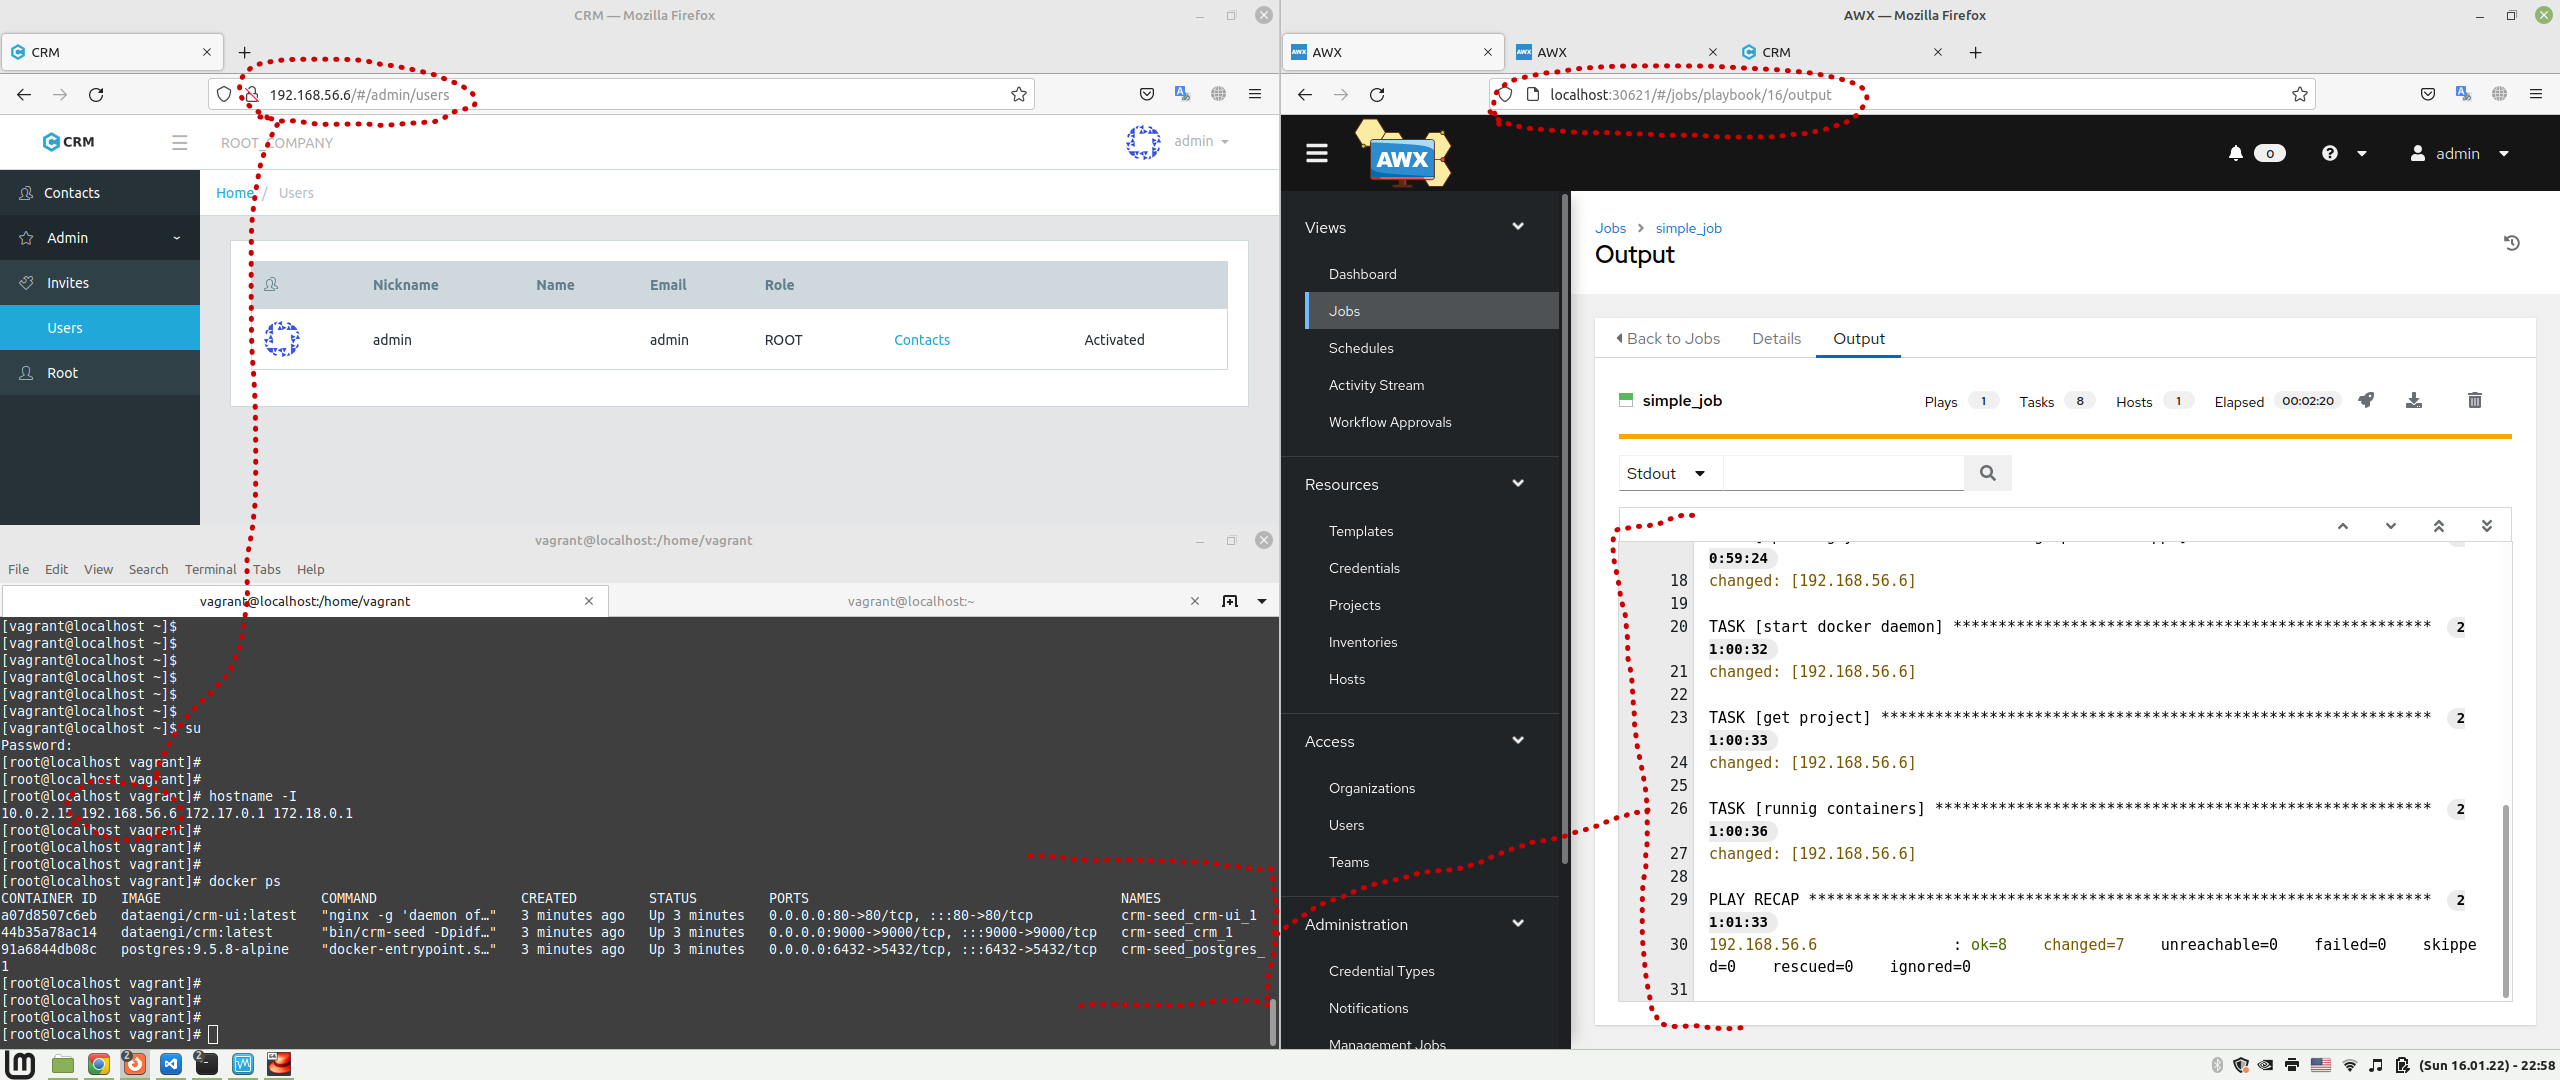 CRM — Mozilla Firefox
CRM
192.168.56.6/#/admin/users
CRM
ROOT_COMPANY
admin
Contacts
Admin
Invites
Users
Root
Home / Users
Nickname Name Email Role
admin admin ROOT Contacts Activated
vagrant@localhost:/home/vagrant
File Edit View Search Terminal Tabs Help
vagrant@localhost:/home/vagrant
vagrant@localhost:~
[vagrant@localhost ~]$
[vagrant@localhost ~]$
[vagrant@localhost ~]$
[vagrant@localhost ~]$
[vagrant@localhost ~]$
[vagrant@localhost ~]$
[vagrant@localhost ~]$ su
Password:
[root@localhost vagrant]#
[root@localhost vagrant]#
[root@localhost vagrant]# hostname -I
10.0.2.15 192.168.56.6 172.17.0.1 172.18.0.1
[root@localhost vagrant]#
[root@localhost vagrant]#
[root@localhost vagrant]#
[root@localhost vagrant]# docker ps
CONTAINER ID IMAGE COMMAND CREATED STATUS PORTS NAMES
a07d8507c6eb dataengi/crm-ui:latest "nginx -g 'daemon of…" 3 minutes ago Up 3 minutes 0.0.0.0:80->80/tcp, :::80->80/tcp crm-seed_crm-ui_1
44b35a78ac14 dataengi/crm:latest "bin/crm-seed -Dpidf…" 3 minutes ago Up 3 minutes 0.0.0.0:9000->9000/tcp, :::9000->9000/tcp crm-seed_crm_1
91a6844db08c postgres:9.5.8-alpine "docker-entrypoint.s…" 3 minutes ago Up 3 minutes 0.0.0.0:6432->5432/tcp, :::6432->5432/tcp crm-seed_postgres_
1
[root@localhost vagrant]#
[root@localhost vagrant]#
[root@localhost vagrant]#
[root@localhost vagrant]#
AWX — Mozilla Firefox
AWX
AWX
CRM
localhost:30621/#/jobs/playbook/16/output
AWX
0
admin
Views
Dashboard
Jobs
Schedules
Activity Stream
Workflow Approvals
Resources
Templates
Credentials
Projects
Inventories
Hosts
Access
Organizations
Users
Teams
Administration
Credential Types
Notifications
Management Jobs
Jobs simple_job
Output
Back to Jobs Details Output
simple_job Plays 1 Tasks 8 Hosts 1 Elapsed 00:02:20
Stdout
0:59:24
18 changed: [192.168.56.6]
19
20 TASK [start docker daemon] ***************************************************** 2
1:00:32
21 changed: [192.168.56.6]
22
23 TASK [get project] ************************************************************* 2
1:00:33
24 changed: [192.168.56.6]
25
26 TASK [runnig containers] ******************************************************* 2
1:00:36
27 changed: [192.168.56.6]
28
29 PLAY RECAP ********************************************************************* 2
1:01:33
30 192.168.56.6 : ok=8 changed=7 unreachable=0 failed=0 skippe
d=0 rescued=0 ignored=0
31
2
2
64
(Sun 16.01.22) - 22:58